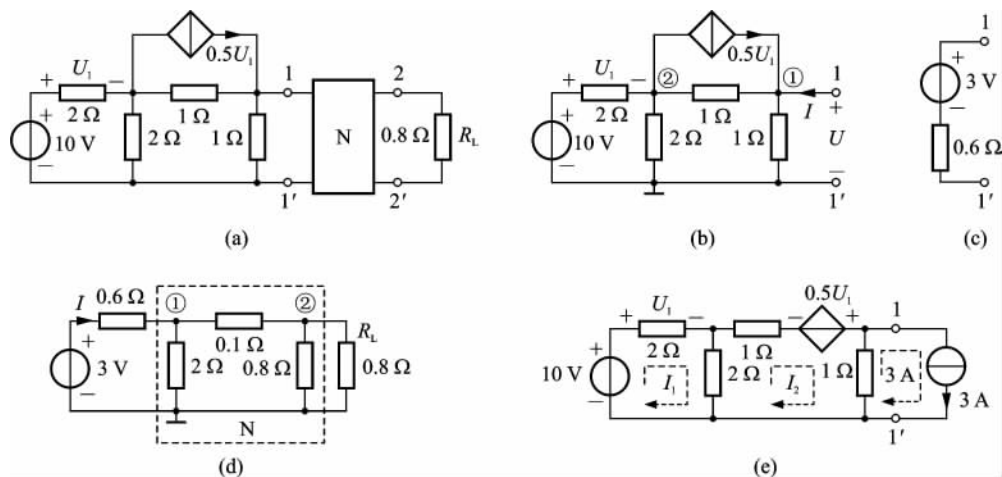 0.5U₁
+ U₁ −
2 Ω
1 Ω
+
10 V
−
2 Ω
1 Ω
1
1′
N
2
2′
0.8 Ω
R_L
(a)
0.5U₁
+ U₁ −
②
①
1
2 Ω
1 Ω
I
+
U
−
+
10 V
−
2 Ω
1 Ω
1′
(b)
1
+
3 V
−
0.6 Ω
1′
(c)
I
0.6 Ω
①
②
0.1 Ω
+
3 V
−
2 Ω
0.8 Ω
R_L
0.8 Ω
N
(d)
0.5U₁
+ U₁ −
− +
1
2 Ω
1 Ω
+
10 V
−
I₁
2 Ω
I₂
1 Ω
3 A
3 A
1′
(e)